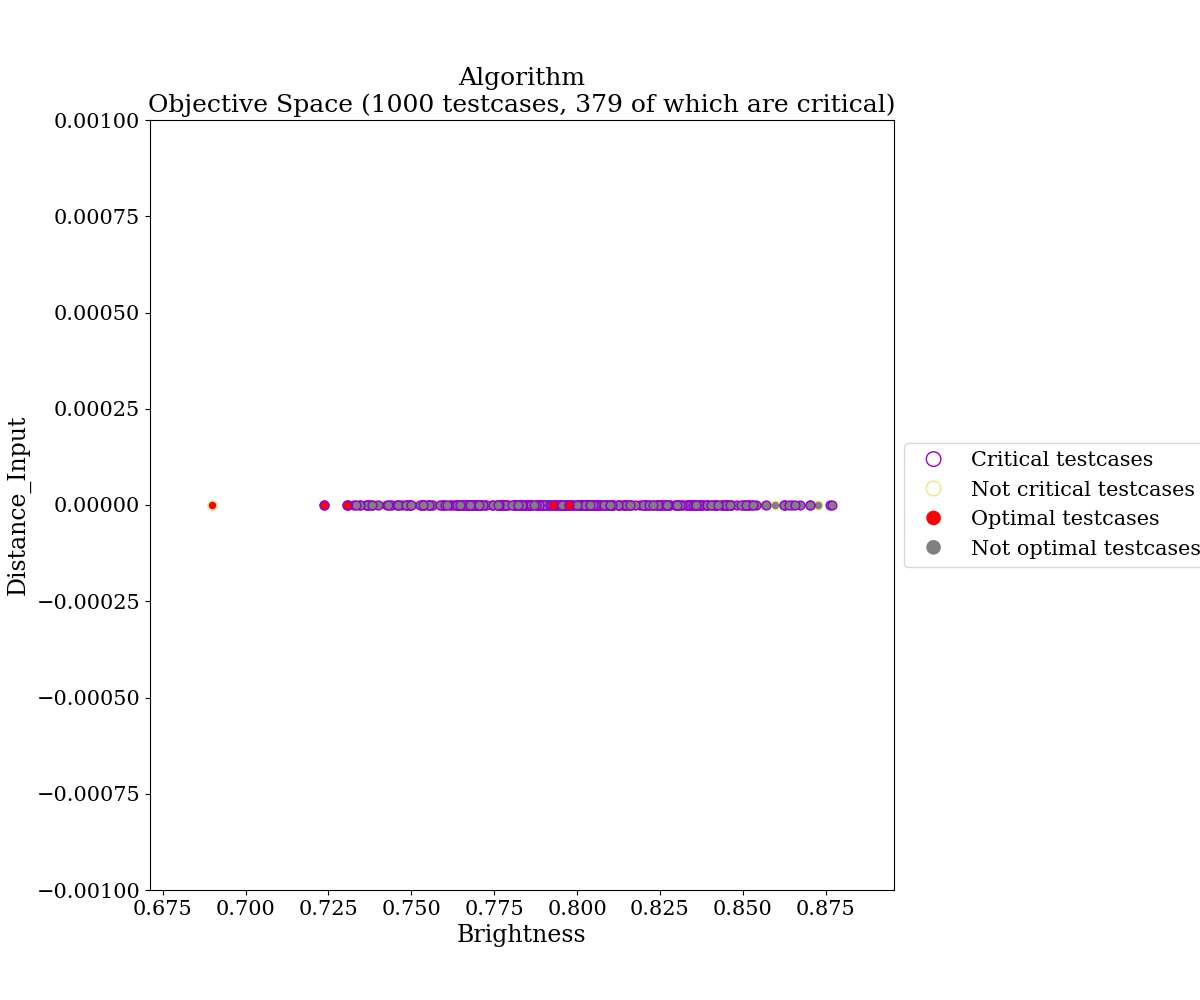 Algorithm
Objective Space (1000 testcases, 379 of which are critical)
0.00100
0.00075
0.00050
0.00025
0.00000
−0.00025
−0.00050
−0.00075
−0.00100
Distance_Input
0.675 0.700 0.725 0.750 0.775 0.800 0.825 0.850 0.875
Brightness
Critical testcases
Not critical testcases
Optimal testcases
Not optimal testcases